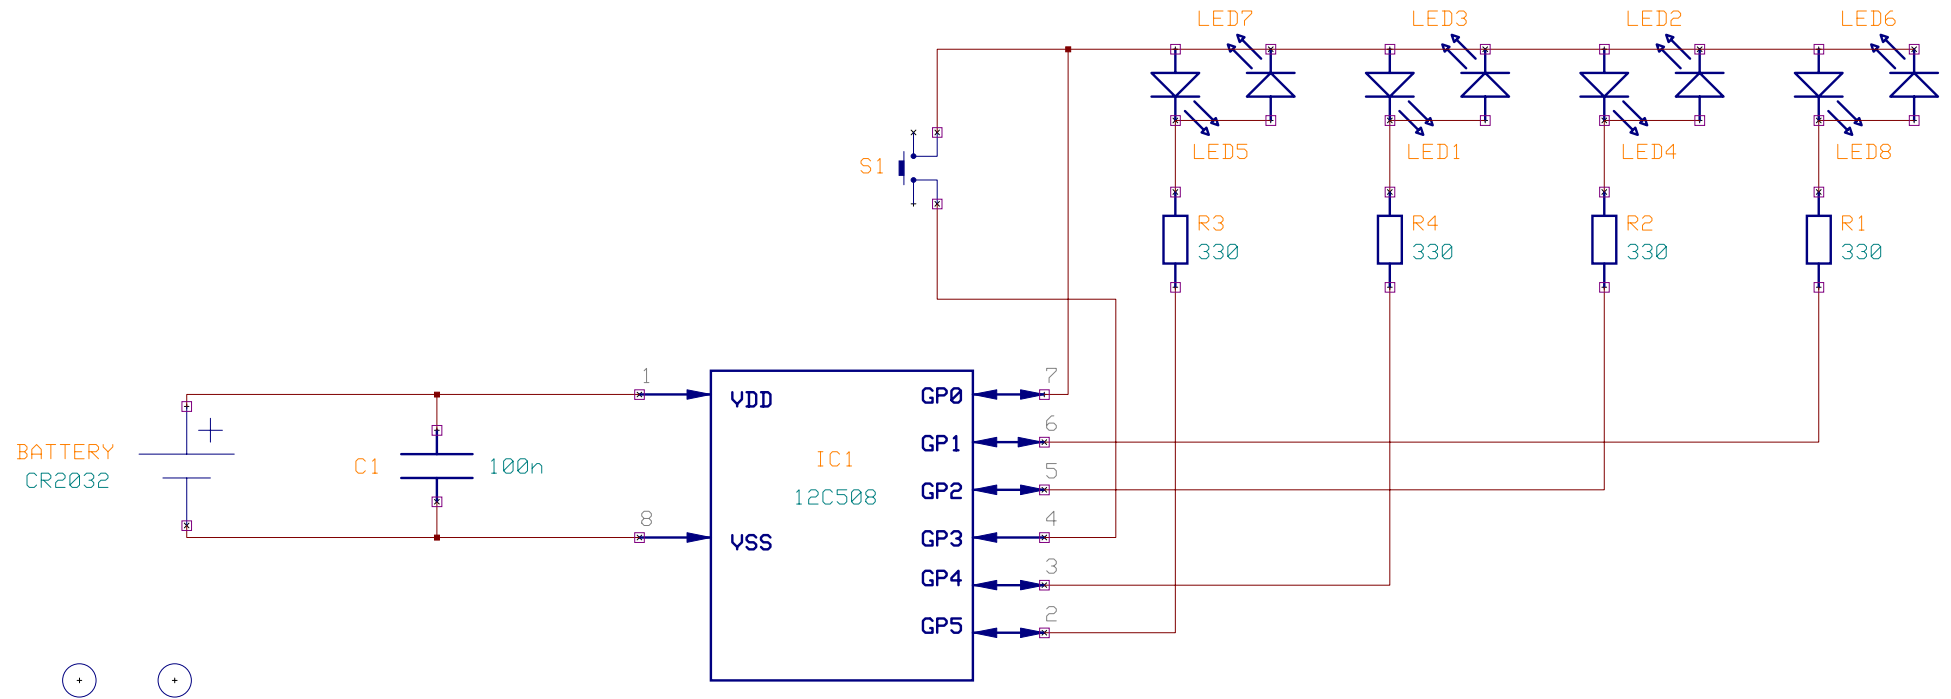 LED7
LED3
LED2
LED6
LED5
LED1
LED4
LED8
S1
R3
330
R4
330
R2
330
R1
330
BATTERY
CR2032
C1
100n
1
VDD
8
VSS
IC1
12C508
GP0
7
GP1
6
GP2
5
GP3
4
GP4
3
GP5
2